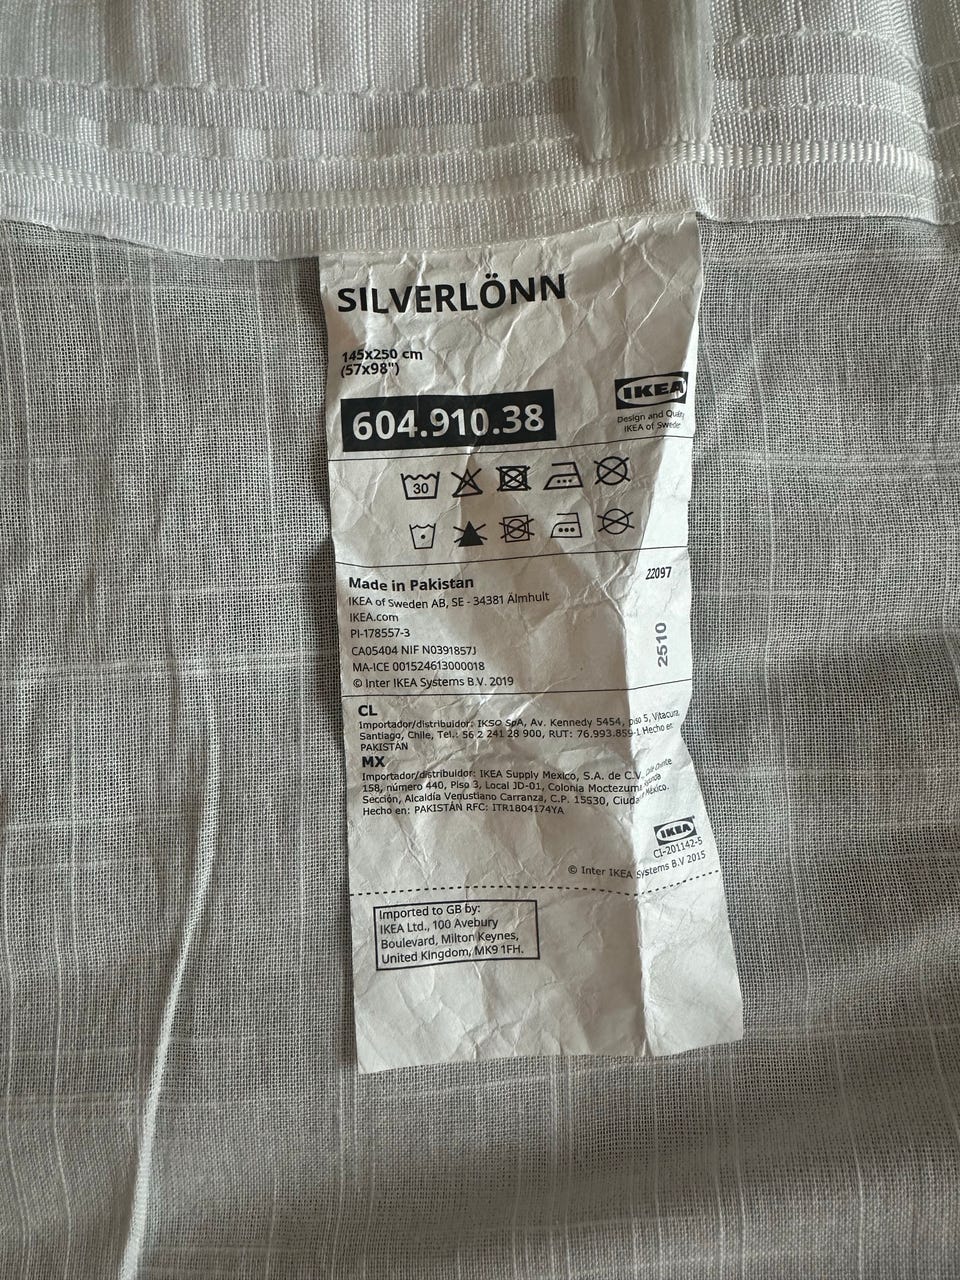 SILVERLÖNN
145x250 cm
(57x98")
604.910.38
IKEA
Design and Quality
IKEA of Sweden
30
Made in Pakistan
22097
IKEA of Sweden AB, SE - 34381 Älmhult
IKEA.com
PI-178557-3
CA05404 NIF N0391857J
MA-ICE 001524613000018
© Inter IKEA Systems B.V. 2019
2510
CL
Importador/distribuidor: IKSO SpA, Av. Kennedy 5454, piso 5, Vitacura,
Santiago, Chile, Tel.: 56 2 241 28 900, RUT: 76.993.859-1 Hecho en:
PAKISTÁN
MX
Importador/distribuidor: IKEA Supply Mexico, S.A. de C.V. Calle Oriente
158, número 440, Piso 3, Local JD-01, Colonia Moctezuma Segunda
Sección, Alcaldía Venustiano Carranza, C.P. 15530, Ciudad México.
Hecho en: PAKISTÁN RFC: ITR1804174YA
IKEA
CI-201142-5
© Inter IKEA Systems B.V 2015
Imported to GB by:
IKEA Ltd., 100 Avebury
Boulevard, Milton Keynes,
United Kingdom, MK9 1FH.